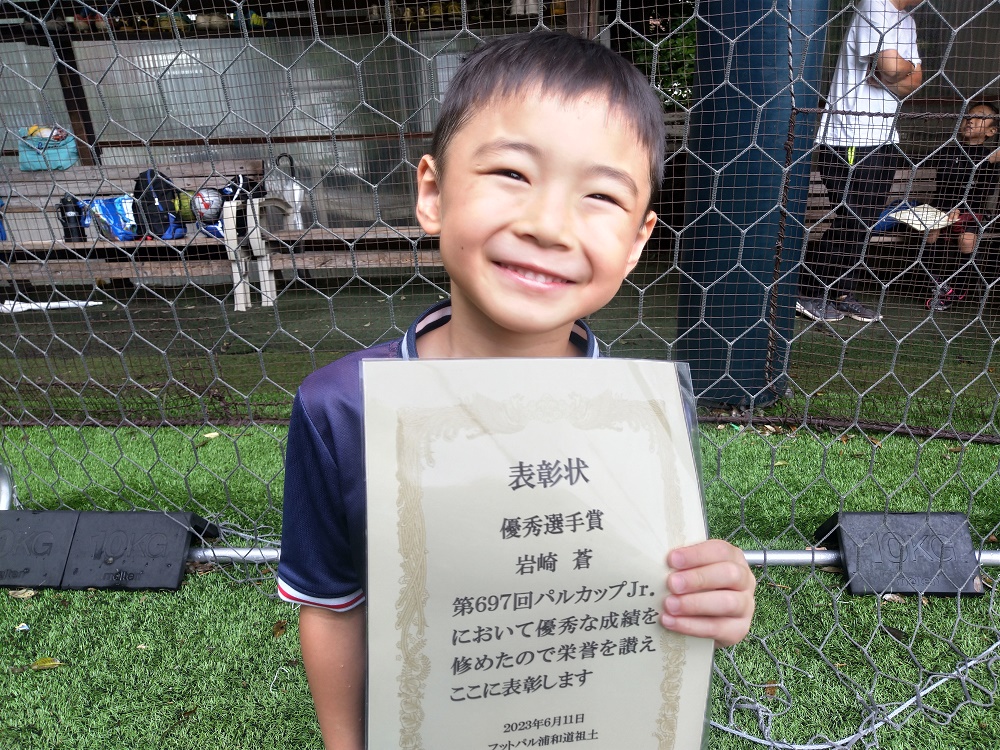 表彰状
優秀選手賞
岩崎 蒼
第697回パルカップJr.
において優秀な成績を
修めたので栄誉を讃え
ここに表彰します
2023年6月11日
フットパル浦和道祖土
10KG
molten
10KG